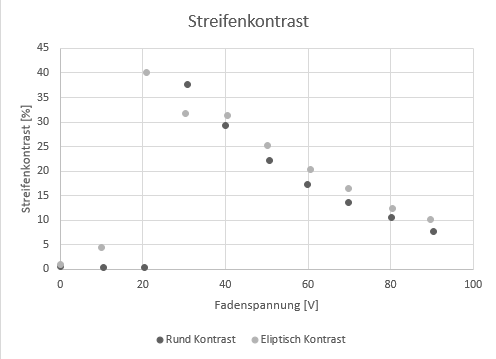 Streifenkontrast
45
40
35
30
25
20
15
10
5
0
Streifenkontrast [%]
0 20 40 60 80 100
Fadenspannung [V]
Rund Kontrast Eliptisch Kontrast